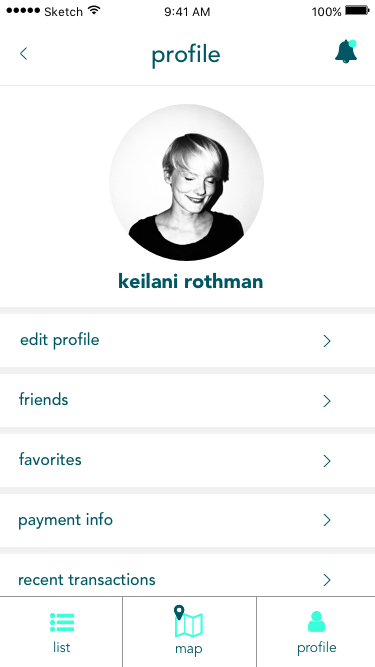 Sketch 9:41 AM 100%
profile
keilani rothman
edit profile
friends
favorites
payment info
recent transactions
list map profile